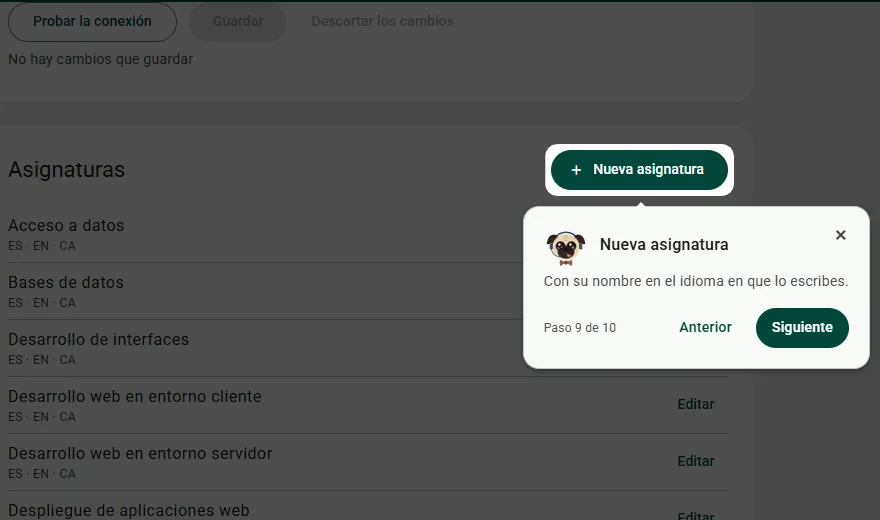 Probar la conexión
Guardar
Descartar los cambios
No hay cambios que guardar
Asignaturas
+ Nueva asignatura
Acceso a datos
ES · EN · CA
Bases de datos
ES · EN · CA
Desarrollo de interfaces
ES · EN · CA
Nueva asignatura
×
Con su nombre en el idioma en que lo escribes.
Paso 9 de 10
Anterior
Siguiente
Desarrollo web en entorno cliente
ES · EN · CA
Editar
Desarrollo web en entorno servidor
ES · EN · CA
Editar
Despliegue de aplicaciones web
Editar